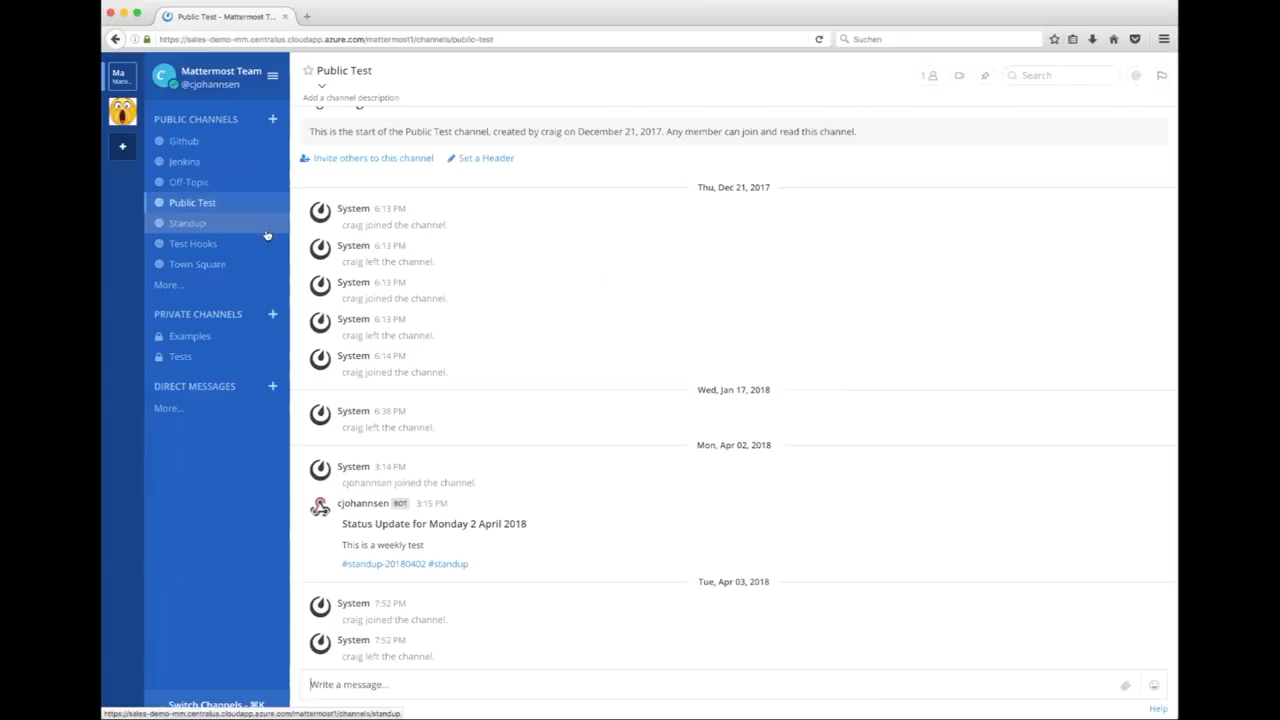 Public Test - Mattermost T...
https://sales-demo-mm.centralus.cloudapp.azure.com/mattermost1/channels/public-test
Suchen
Ma
Matte...
Mattermost Team
@cjohannsen
PUBLIC CHANNELS
Github
Jenkins
Off-Topic
Public Test
Standup
Test Hooks
Town Square
More...
PRIVATE CHANNELS
Examples
Tests
DIRECT MESSAGES
More...
Switch Channels - ⌘K
https://sales-demo-mm.centralus.cloudapp.azure.com/mattermost1/channels/standup
Public Test
Add a channel description
1
Search
This is the start of the Public Test channel, created by craig on December 21, 2017. Any member can join and read this channel.
Invite others to this channel
Set a Header
Thu, Dec 21, 2017
System 6:13 PM
craig joined the channel.
System 6:13 PM
craig left the channel.
System 6:13 PM
craig joined the channel.
System 6:13 PM
craig left the channel.
System 6:14 PM
craig joined the channel.
Wed, Jan 17, 2018
System 6:38 PM
craig left the channel.
Mon, Apr 02, 2018
System 3:14 PM
cjohannsen joined the channel.
cjohannsen BOT 3:15 PM
Status Update for Monday 2 April 2018
This is a weekly test
#standup-20180402 #standup
Tue, Apr 03, 2018
System 7:52 PM
craig joined the channel.
System 7:52 PM
craig left the channel.
Write a message...
Help